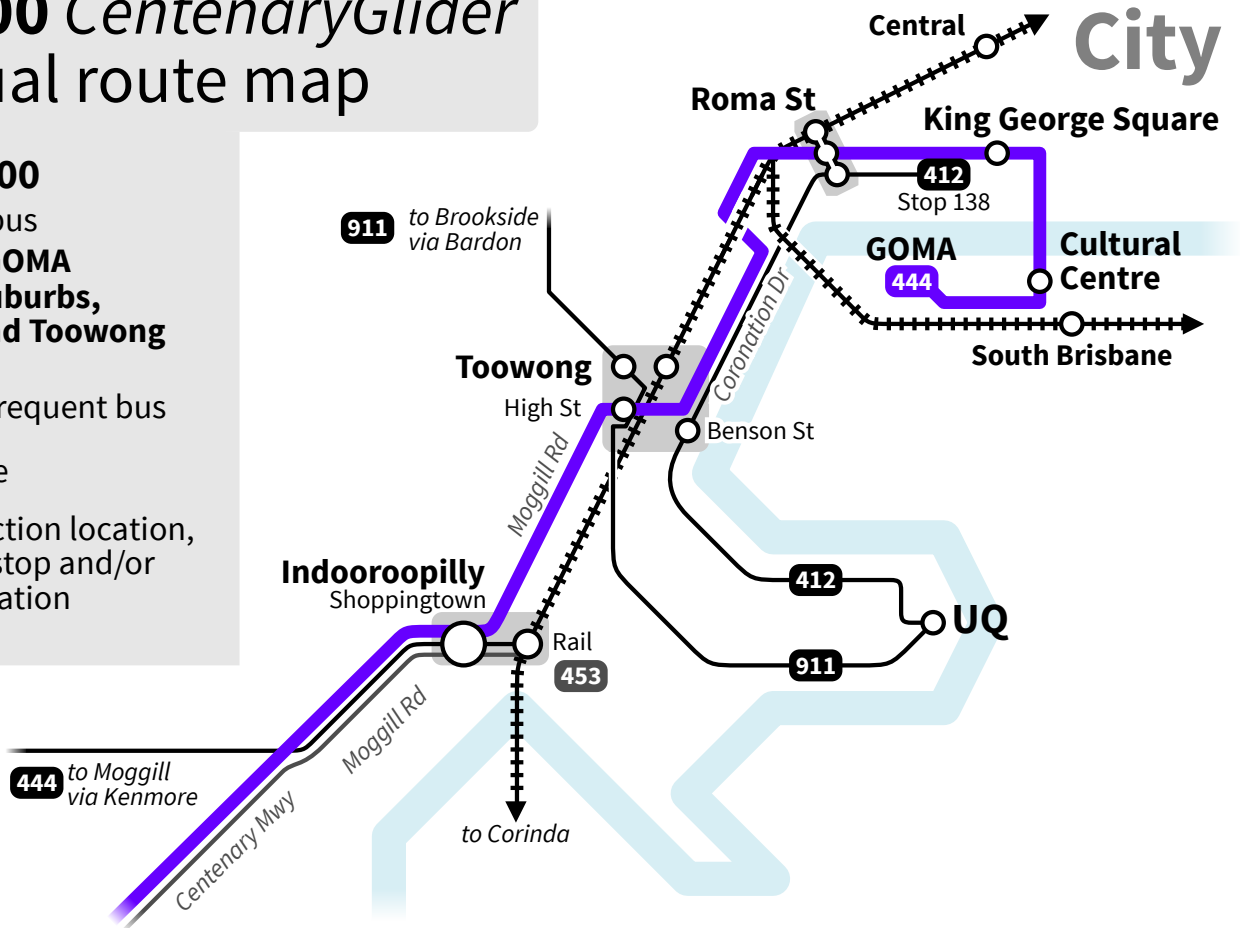 00 CentenaryGlider
ual route map
00
ous
GOMA
uburbs,
nd Toowong
requent bus
e
ction location,
stop and/or
ation
City
Central
Roma St
King George Square
412
Stop 138
911
to Brookside
via Bardon
GOMA
444
Cultural
Centre
South Brisbane
Coronation Dr
Toowong
High St
Benson St
Moggill Rd
Indooroopilly
Shoppingtown
Rail
453
412
UQ
911
Moggill Rd
444
to Moggill
via Kenmore
Centenary Mwy
to Corinda